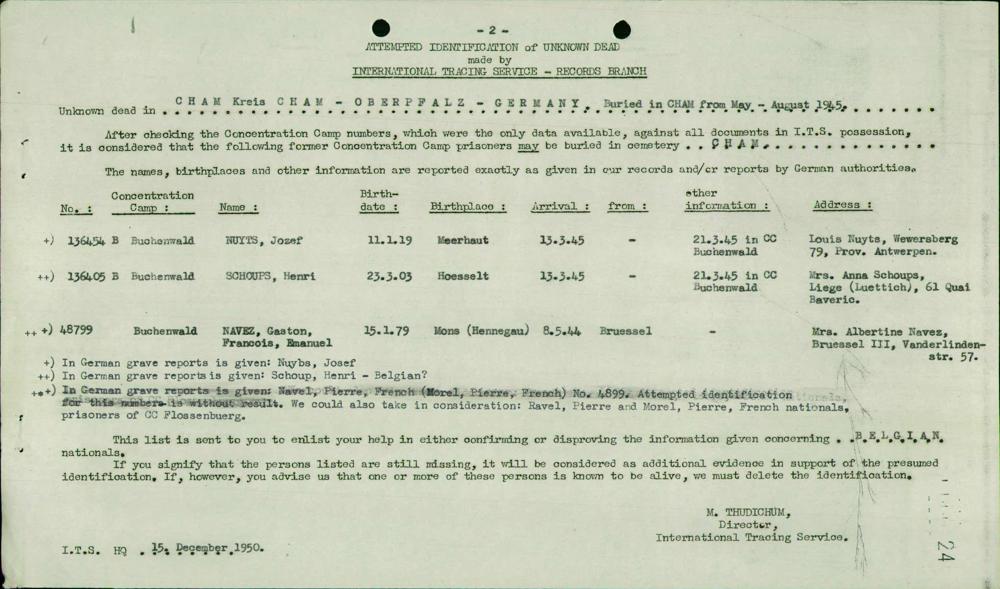 - 2 -
ATTEMPTED IDENTIFICATION of UNKNOWN DEAD
made by
INTERNATIONAL TRACING SERVICE - RECORDS BRANCH
Unknown dead in . CHAM Kreis CHAM - OBERPFALZ - GERMANY. Buried in CHAM from May - August 1945.
After checking the Concentration Camp numbers, which were the only data available, against all documents in I.T.S. possession,
it is considered that the following former Concentration Camp prisoners may be buried in cemetery . . CHAM. . . . . . . . . . . . . . .
The names, birthplaces and other information are reported exactly as given in our records and/or reports by German authorities.
No. : Concentration Camp : Name : Birth-date : Birthplace : Arrival : from : other information : Address :
+) 136454 B Buchenwald NUYTS, Jozef 11.1.19 Meerhaut 13.3.45 - 21.3.45 in CC Louis Nuyts, Wewersberg
Buchenwald 79, Prov. Antwerpen.
++) 136405 B Buchenwald SCHOUPS, Henri 23.3.03 Hoesselt 13.3.45 - 21.3.45 in CC Mrs. Anna Schoups,
Buchenwald Liege (Luettich), 61 Quai
Baveric.
++ +) 48799 Buchenwald NAVEZ, Gaston, 15.1.79 Mons (Hennegau) 8.5.44 Bruessel - Mrs. Albertine Navez,
Francois, Emanuel Bruessel III, Vanderlinden-
str. 57.
+) In German grave reports is given: Nuybs, Josef
++) In German grave reports is given: Schoup, Henri - Belgian?
+++) In German grave reports is given: Navel, Pierre, French (Morel, Pierre, French) No. 4899. Attempted identification
for this numbers is without result. We could also take in consideration: Ravel, Pierre and Morel, Pierre, French nationals,
prisoners of CC Flossenbuerg.
This list is sent to you to enlist your help in either confirming or disproving the information given concerning . .B.E.L.G.I.A.N.
nationals.
If you signify that the persons listed are still missing, it will be considered as additional evidence in support of the presumed
identification. If, however, you advise us that one or more of these persons is known to be alive, we must delete the identification.
M. THUDICHUM,
Director,
International Tracing Service.
I.T.S. HQ . 15. December 1950.
24